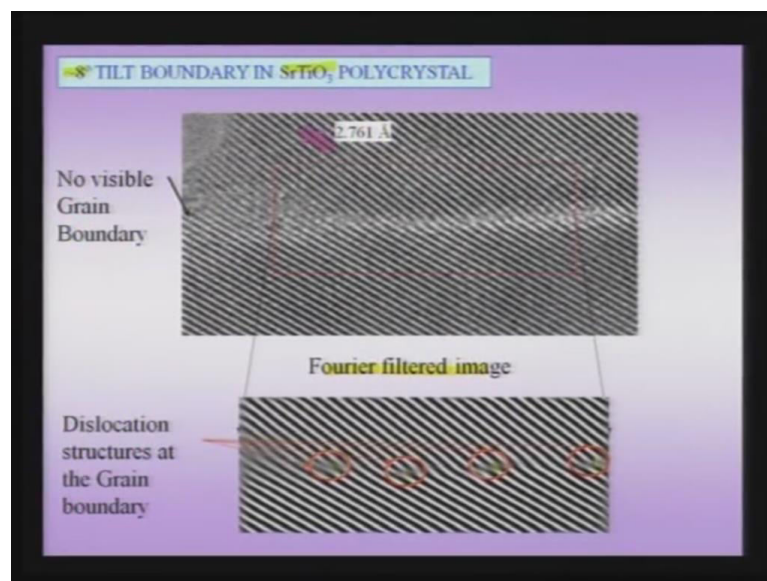 ~8° TILT BOUNDARY IN SrTiO3 POLYCRYSTAL
2.761 Å
No visible
Grain
Boundary
Fourier filtered image
Dislocation
structures at
the Grain
boundary